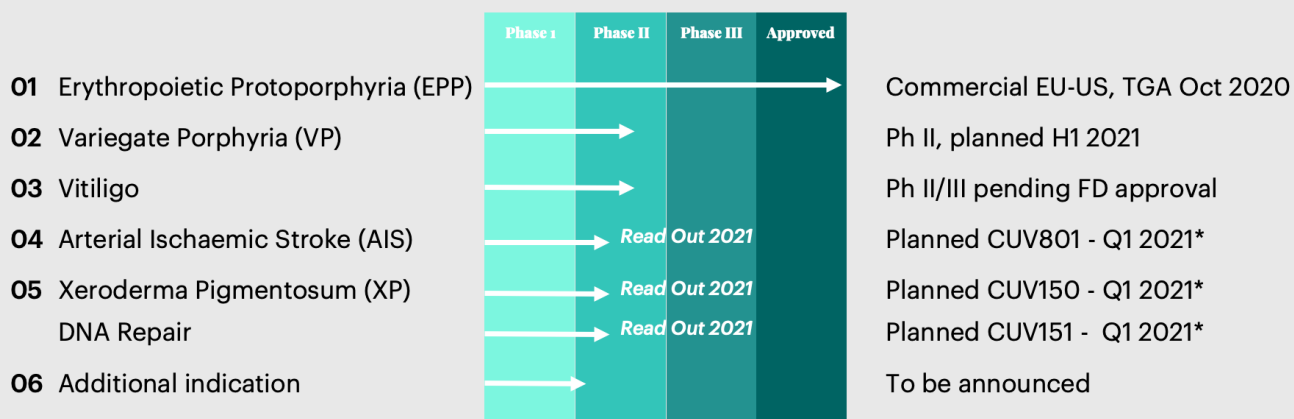 Phase 1 Phase II Phase III Approved
01 Erythropoietic Protoporphyria (EPP) Commercial EU-US, TGA Oct 2020
02 Variegate Porphyria (VP) Ph II, planned H1 2021
03 Vitiligo Ph II/III pending FD approval
04 Arterial Ischaemic Stroke (AIS) Read Out 2021 Planned CUV801 - Q1 2021*
05 Xeroderma Pigmentosum (XP) Read Out 2021 Planned CUV150 - Q1 2021*
DNA Repair Read Out 2021 Planned CUV151 - Q1 2021*
06 Additional indication To be announced